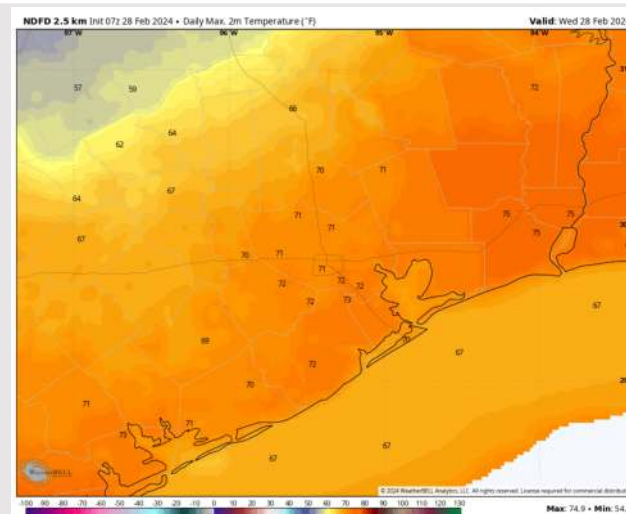 NDFD 2.5 km Init 07z 28 Feb 2024 • Daily Max. 2m Temperature (°F)
Valid: Wed 28 Feb 202
97°W 96°W 95°W 94°W
57 59 72
66
64
62
70 71
67
64
71 75 75
71 75
67
70 71
71
72 72 72
72 73 67
69
67
72
70
71
71
67
67
WeatherBELL
© 2024 WeatherBELL Analytics, LLC. All rights reserved. License required for commercial distribut
-100 -90 -80 -70 -60 -50 -40 -30 -20 -10 0 10 20 30 40 50 60 70 80 90 100 110 120 130
Max: 74.9 • Min: 54.